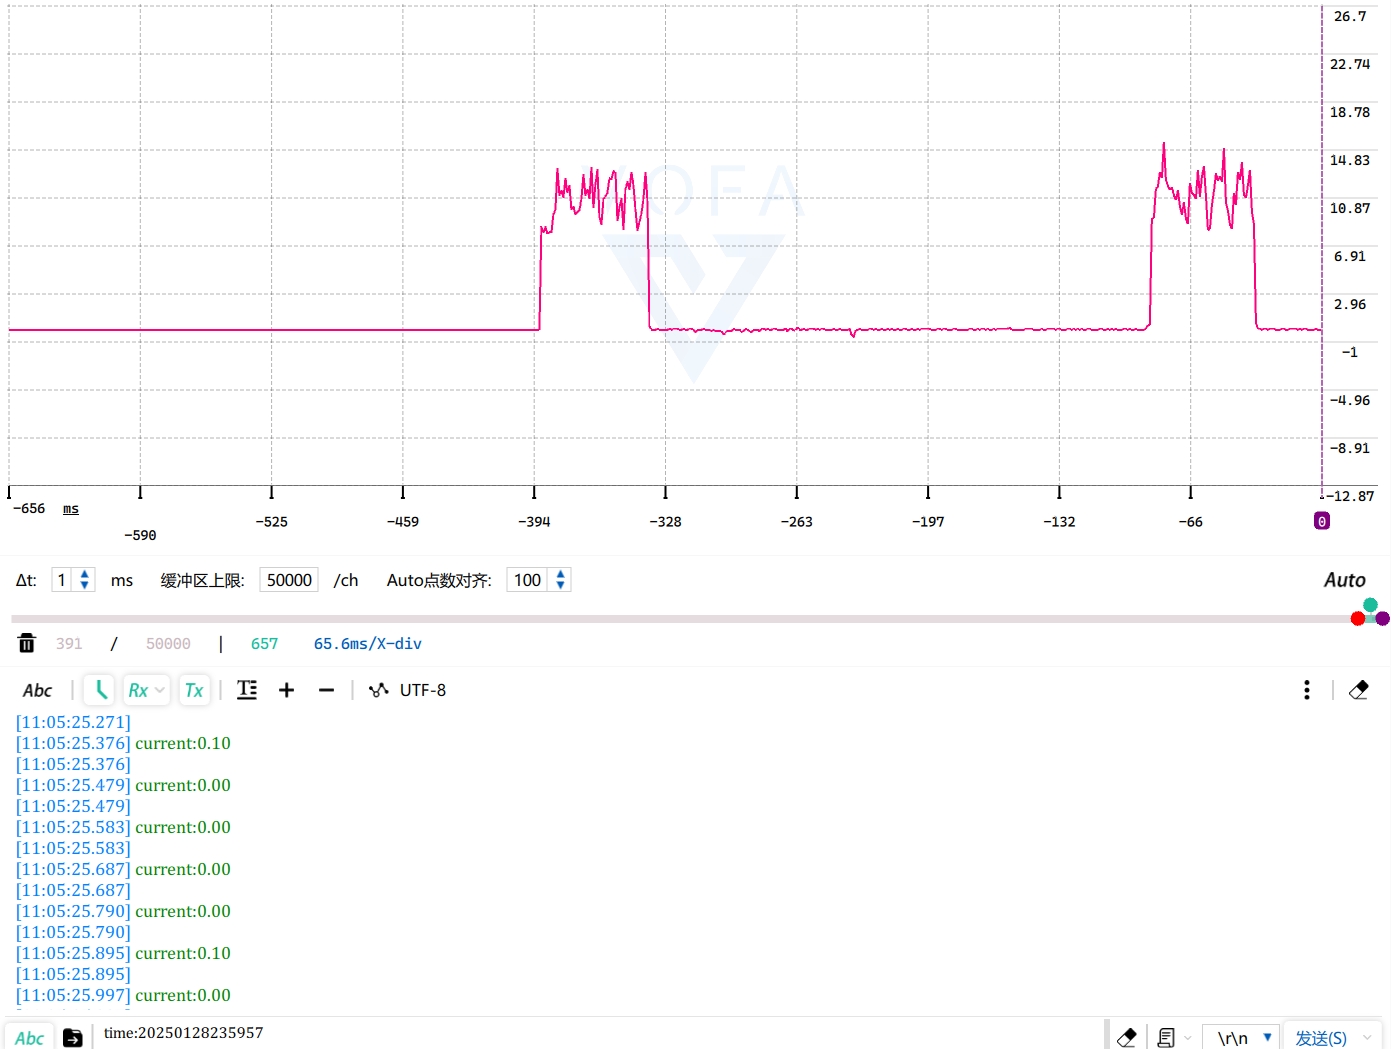 26.7
22.74
18.78
14.83
VOFA
10.87
6.91
2.96
-1
-4.96
-8.91
-12.87
-656 ms
-590
-525
-459
-394
-328
-263
-197
-132
-66
0
Δt: 1 ms 缓冲区上限: 50000 /ch Auto点数对齐: 100 Auto
391 / 50000 | 657 65.6ms/X-div
Abc | Rx Tx | T + − | UTF-8
[11:05:25.271]
[11:05:25.376] current:0.10
[11:05:25.376]
[11:05:25.479] current:0.00
[11:05:25.479]
[11:05:25.583] current:0.00
[11:05:25.583]
[11:05:25.687] current:0.00
[11:05:25.687]
[11:05:25.790] current:0.00
[11:05:25.790]
[11:05:25.895] current:0.10
[11:05:25.895]
[11:05:25.997] current:0.00
Abc time:20250128235957 \r\n 发送(S)